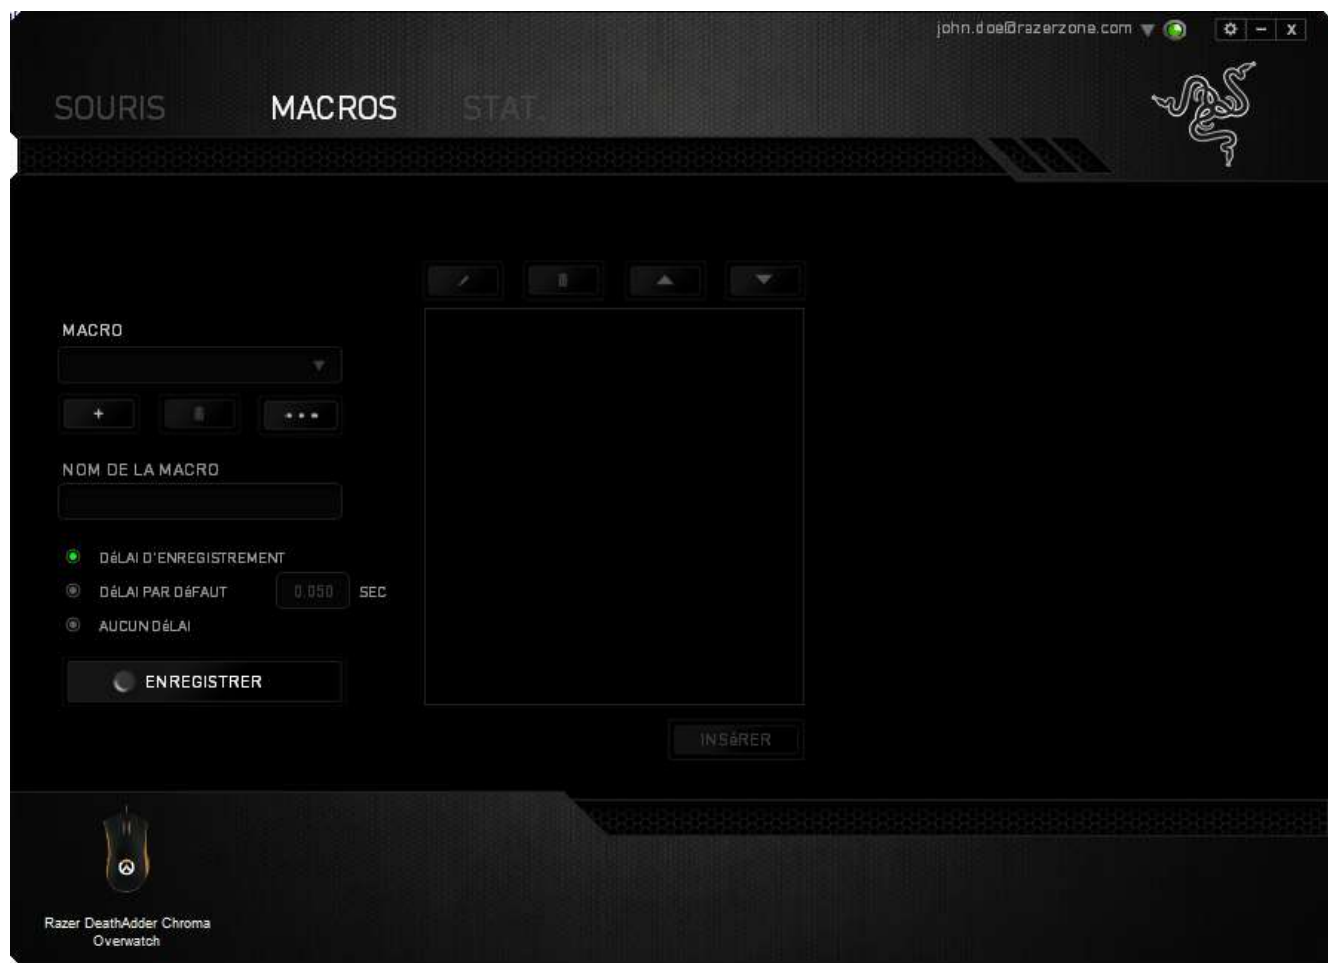 john.doe@razerzone.com
SOURIS MACROS STAT.
MACRO
NOM DE LA MACRO
DéLAI D'ENREGISTREMENT
DéLAI PAR DéFAUT 0.050 SEC
AUCUN DéLAI
ENREGISTRER
INSéRER
Razer DeathAdder Chroma
Overwatch